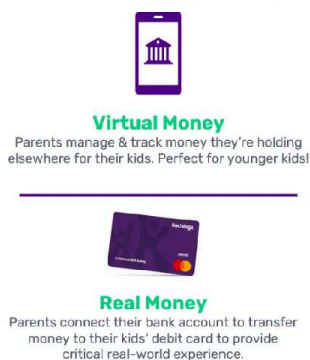 Virtual Money
Parents manage & track money they're holding
elsewhere for their kids. Perfect for younger kids!
Real Money
Parents connect their bank account to transfer
money to their kids' debit card to provide
critical real-world experience.